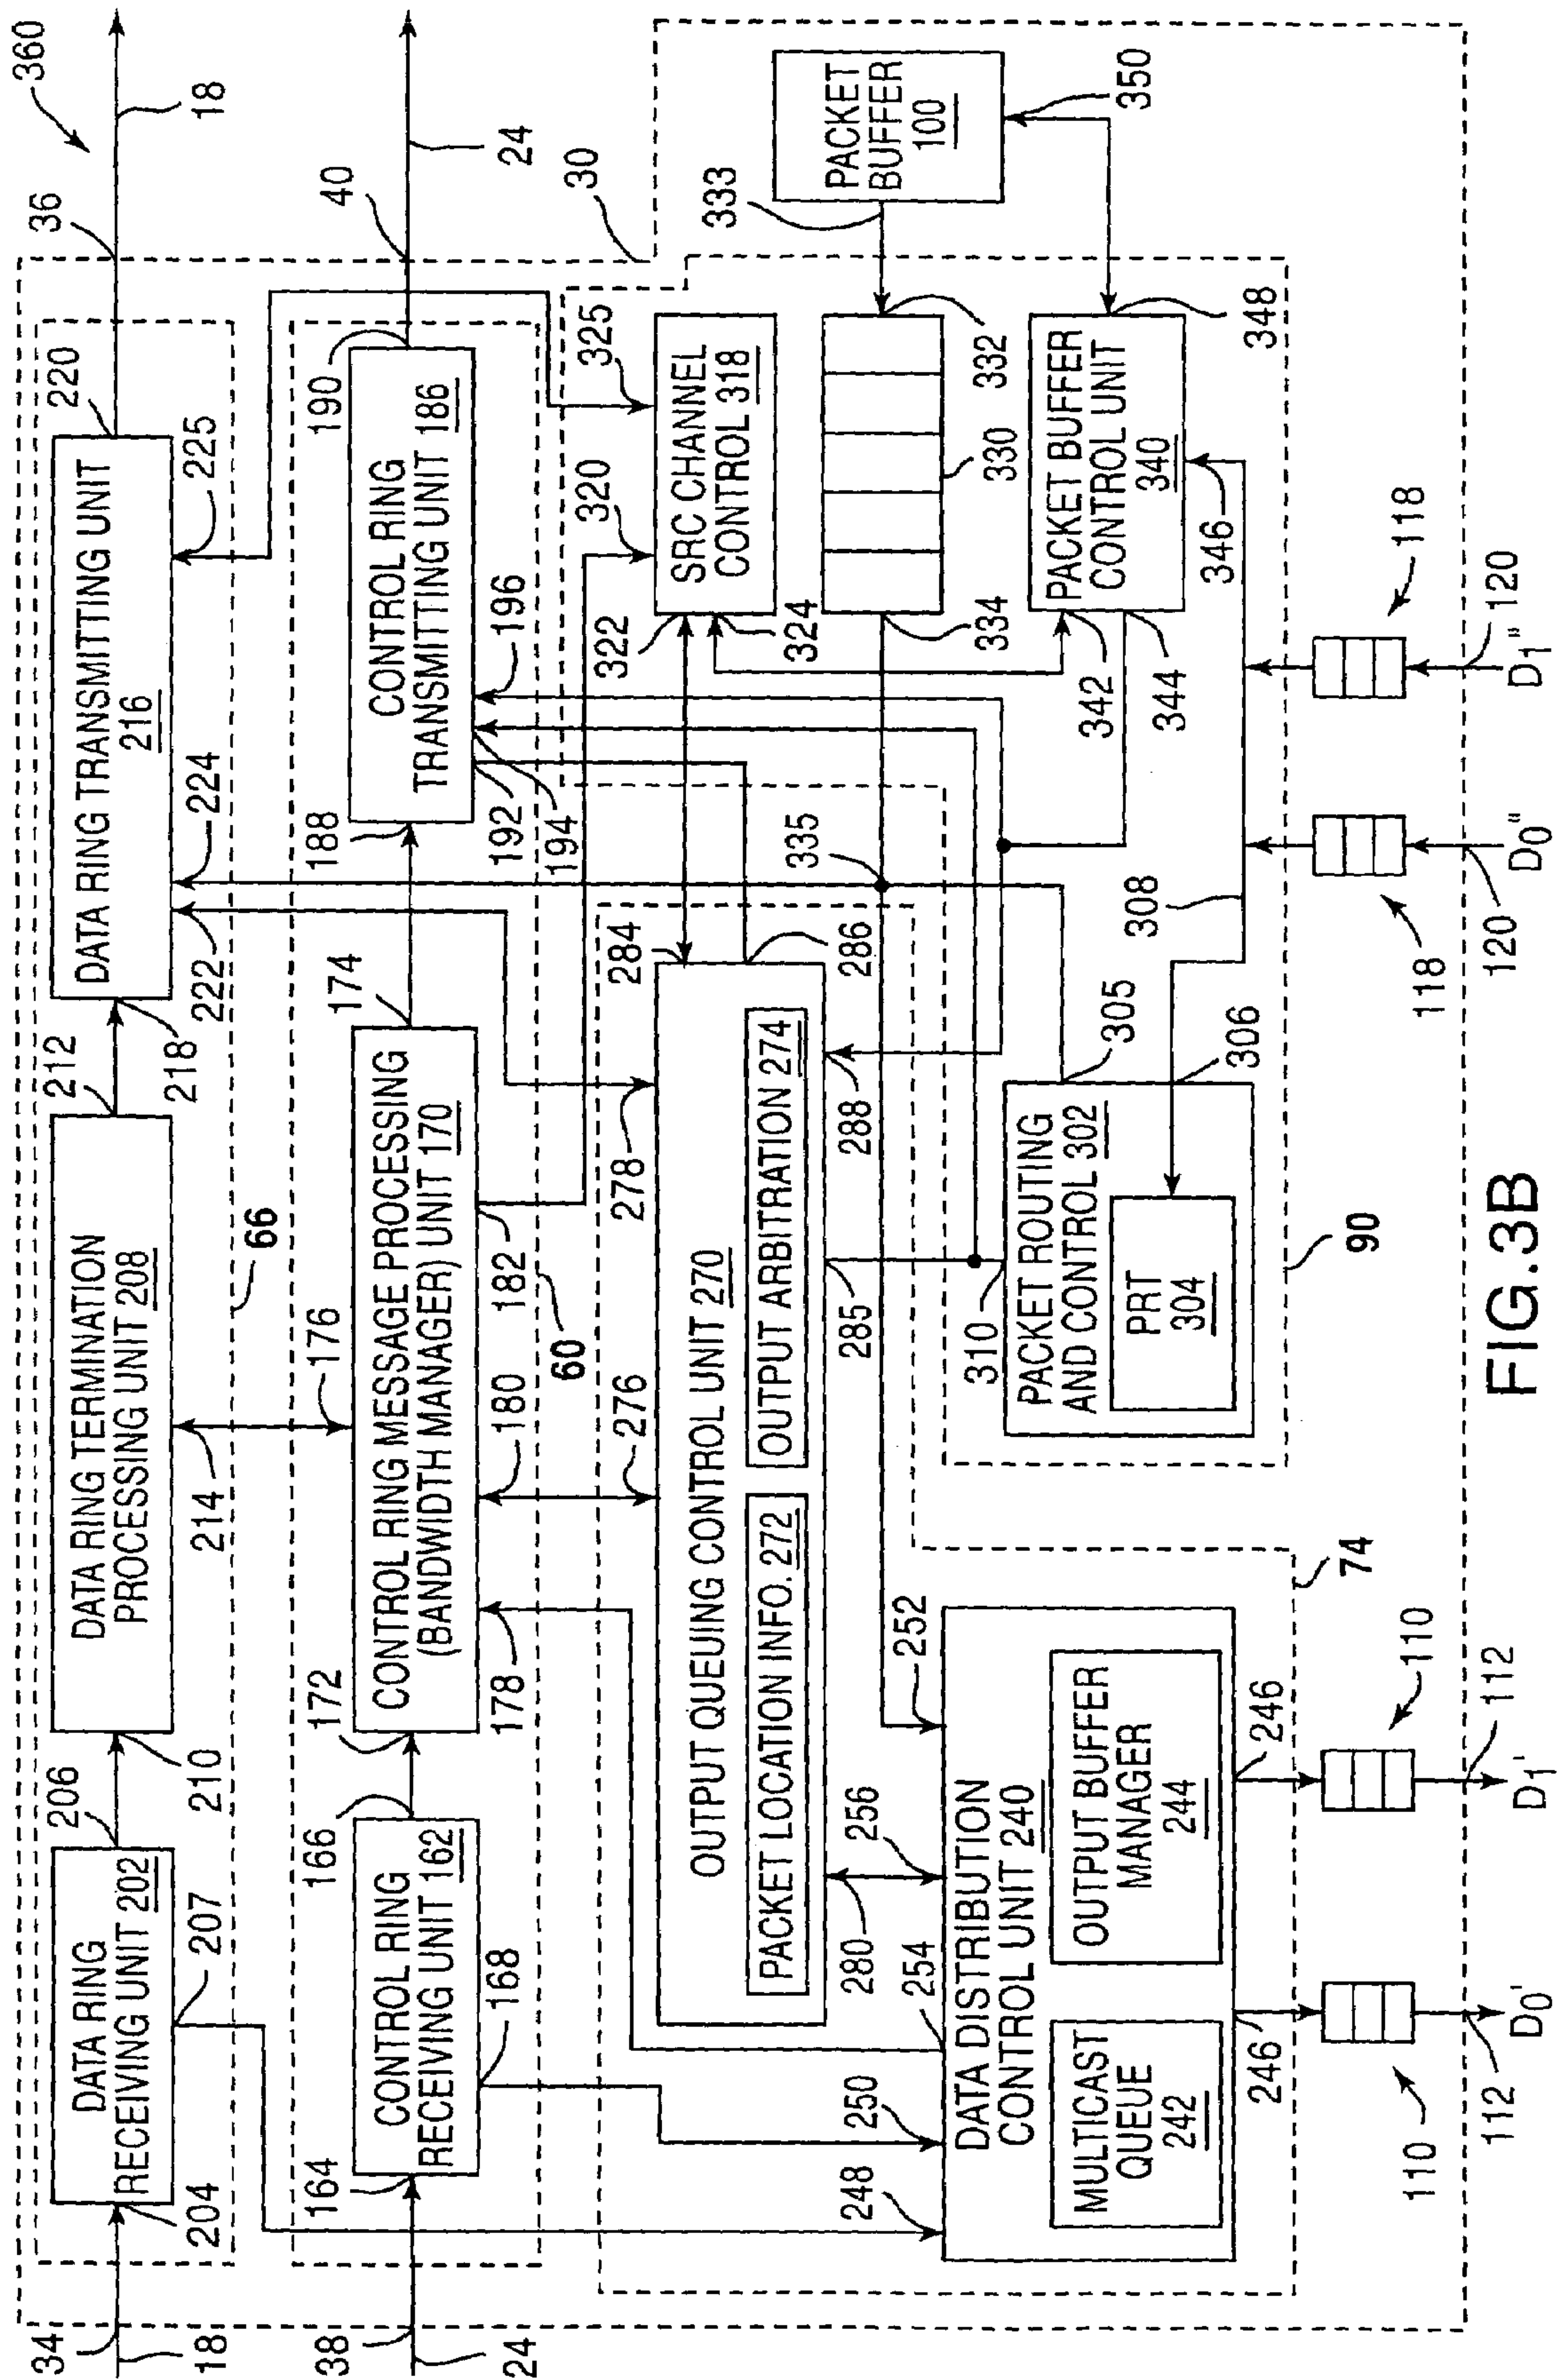 360
18
36
220
225
DATA RING TRANSMITTING UNIT
216
224
222
218
212
DATA RING TERMINATION
PROCESSING UNIT 208
214
66
210
206
DATA RING
RECEIVING UNIT 202
207
204
34
18
24
40
30
190
CONTROL RING
TRANSMITTING UNIT 186
196
188
192
194
174
176
CONTROL RING MESSAGE PROCESSING
(BANDWIDTH MANAGER) UNIT 170
182
60
180
178
172
166
CONTROL RING
RECEIVING UNIT 162
168
164
38
24
PACKET
BUFFER
100
350
333
325
320
322
SRC CHANNEL
CONTROL 318
324
332
330
334
335
348
PACKET BUFFER
CONTROL UNIT
340
346
342
344
308
118
120
D1"
118
120
D0"
284
286
278
288
276
OUTPUT QUEUING CONTROL UNIT 270
PACKET LOCATION INFO. 272
OUTPUT ARBITRATION 274
285
280
305
306
310
PACKET ROUTING
AND CONTROL 302
PRT
304
90
74
252
256
254
250
248
DATA DISTRIBUTION
CONTROL UNIT 240
MULTICAST
QUEUE
242
OUTPUT BUFFER
MANAGER
244
246
246
110
112
D1'
110
112
D0'
FIG.3B